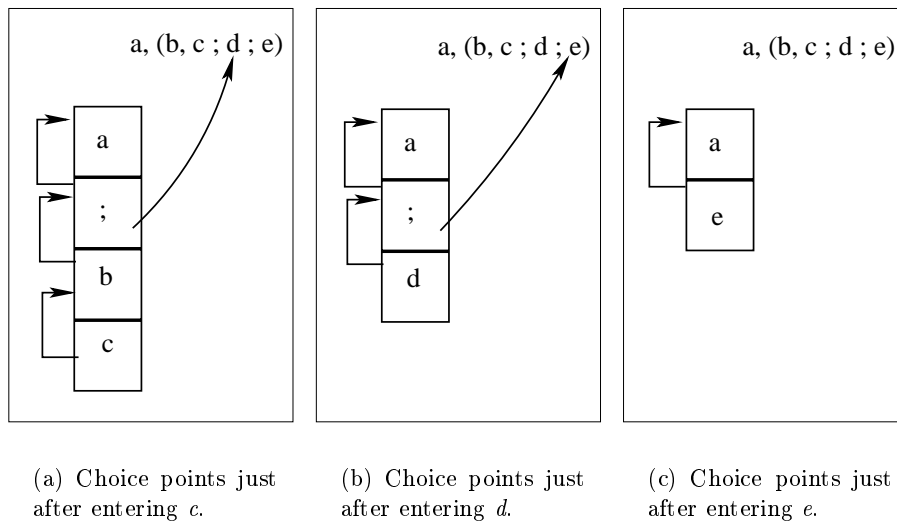 a, (b, c ; d ; e)
a
;
b
c
a, (b, c ; d ; e)
a
;
d
a, (b, c ; d ; e)
a
e
(a) Choice points just
after entering c.
(b) Choice points just
after entering d.
(c) Choice points just
after entering e.